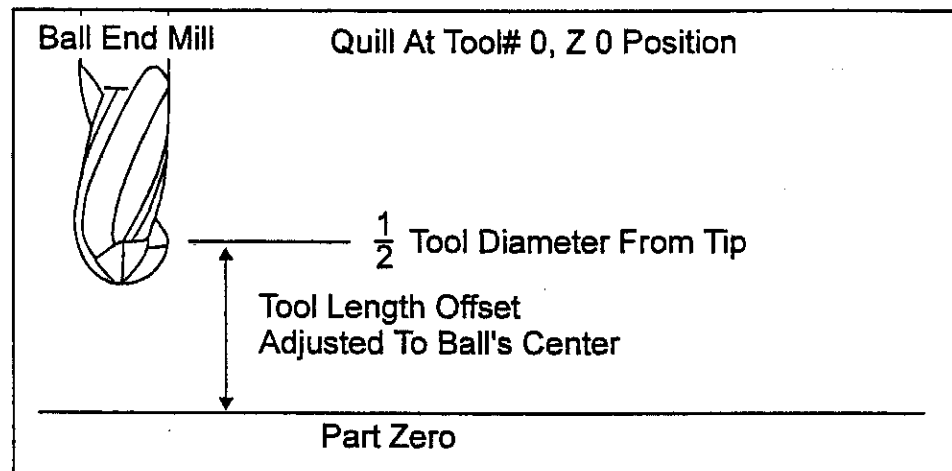 Ball End Mill
Quill At Tool# 0, Z 0 Position
1/2 Tool Diameter From Tip
Tool Length Offset
Adjusted To Ball's Center
Part Zero